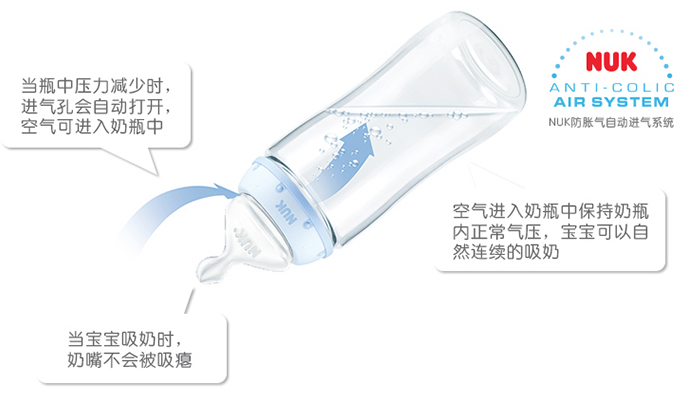 当瓶中压力减少时，
进气孔会自动打开，
空气可进入奶瓶中
NUK
ANTI-COLIC
AIR SYSTEM
NUK防胀气自动进气系统
NUK
NUK
空气进入奶瓶中保持奶瓶
内正常气压，宝宝可以自
然连续的吸奶
当宝宝吸奶时，
奶嘴不会被吸瘪